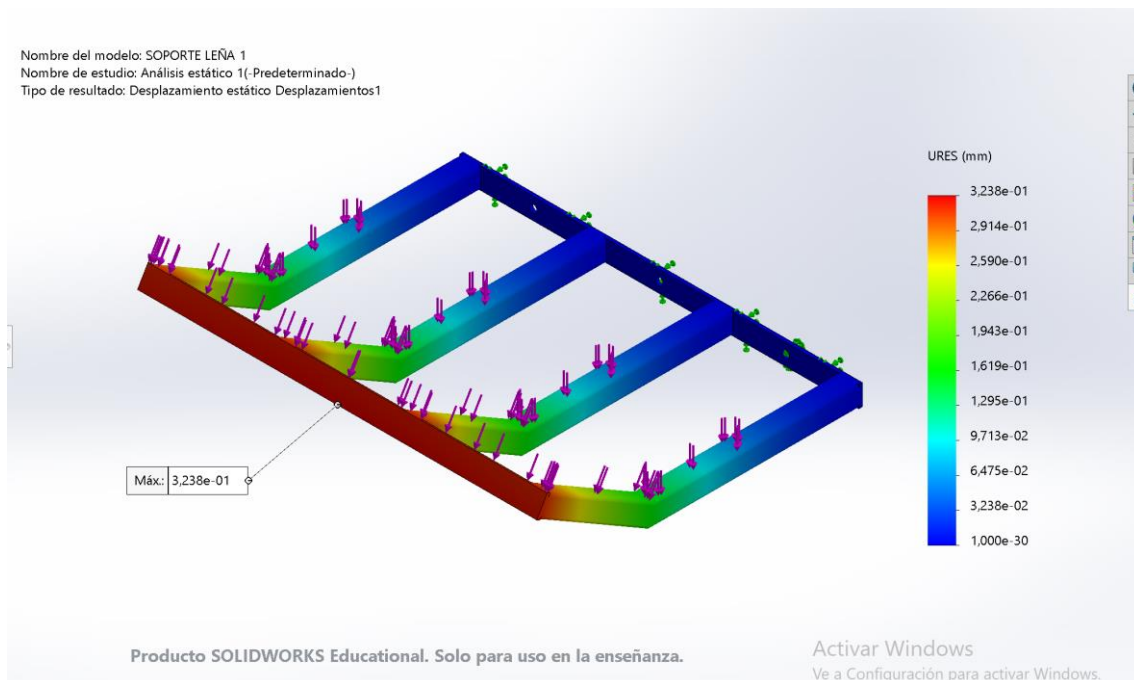 Nombre del modelo: SOPORTE LEÑA 1
Nombre de estudio: Análisis estático 1(-Predeterminado-)
Tipo de resultado: Desplazamiento estático Desplazamientos1
URES (mm)
3,238e-01
2,914e-01
2,590e-01
2,266e-01
1,943e-01
1,619e-01
1,295e-01
9,713e-02
6,475e-02
3,238e-02
1,000e-30
Máx.: 3,238e-01
Producto SOLIDWORKS Educational. Solo para uso en la enseñanza.
Activar Windows
Ve a Configuración para activar Windows.